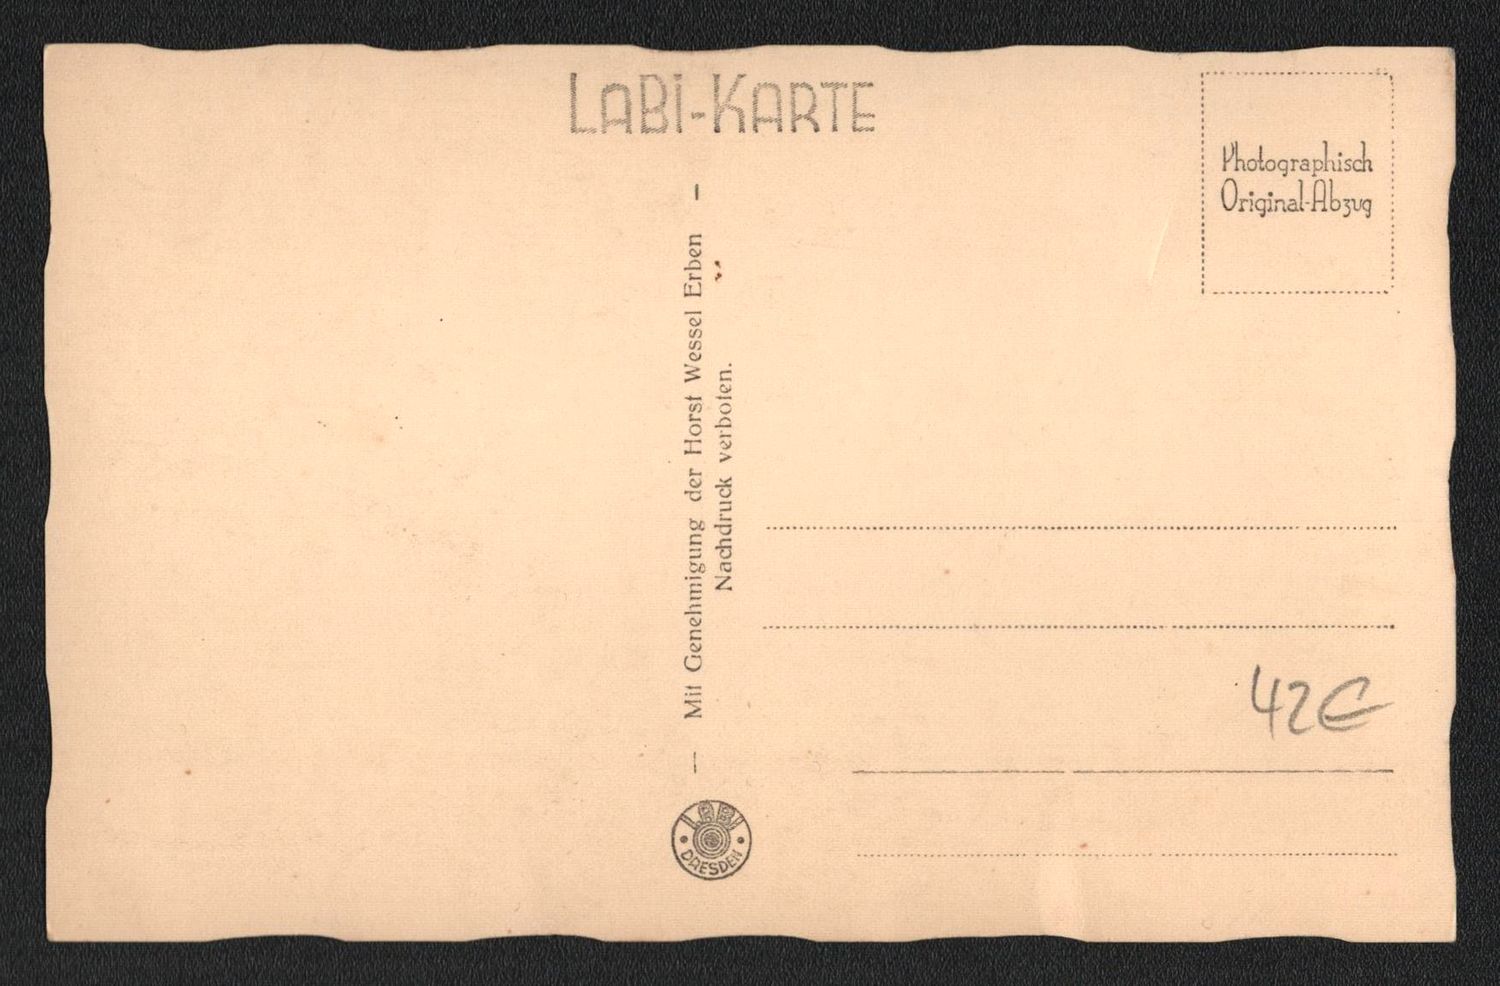 LABI-KARTE
Photographisch
Original-Abzug
— Mit Genehmigung der Horst Wessel Erben —
Nachdruck verboten.
42€
LABI
DRESDEN